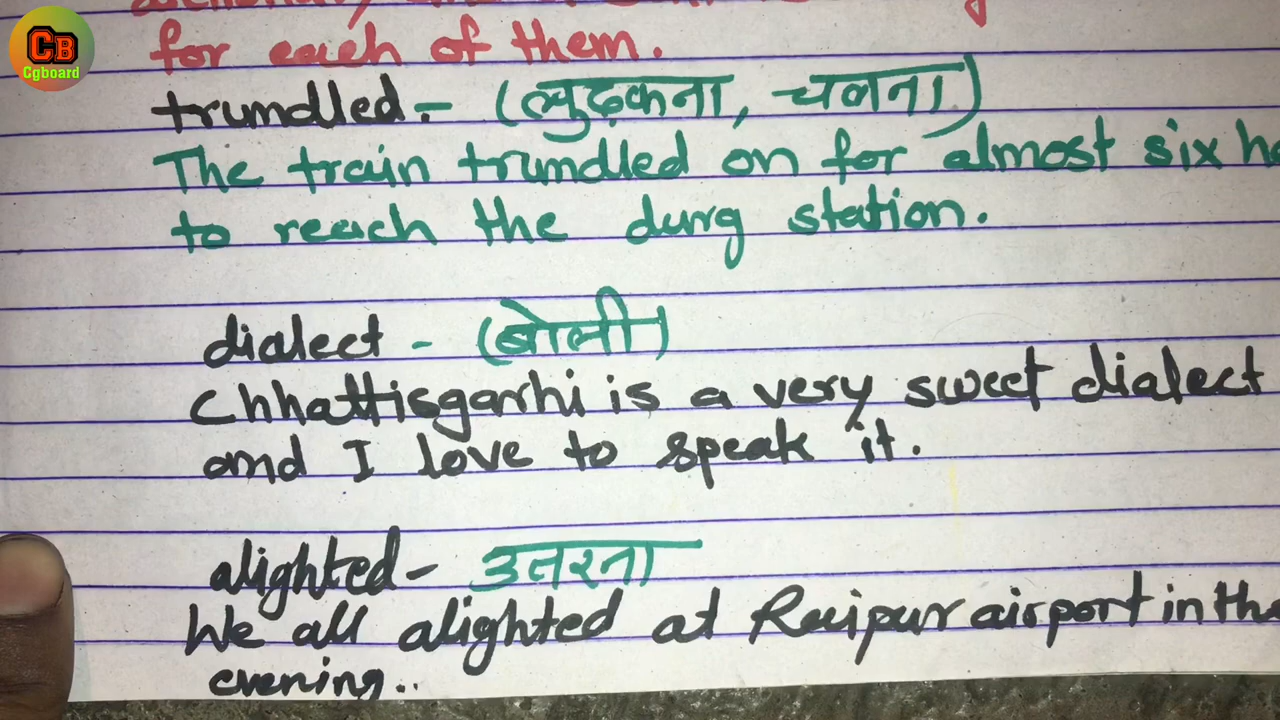 CB
Cgboard
for each of them.
trundled :- (लुढ़कना, चलना)
The train trundled on for almost six
to reach the durg station.
dialect - (बोली)
Chhattisgarhi is a very sweet dialect
and I love to speak it.
alighted - उतरना
We all alighted at Raipur airport in the
evening..